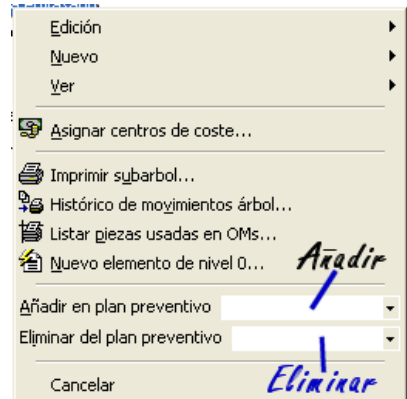 Edición
Nuevo
Ver
Asignar centros de coste...
Imprimir subarbol...
Histórico de movimientos árbol...
Listar piezas usadas en OMs...
Nuevo elemento de nivel 0...
Añadir
Añadir en plan preventivo
Eliminar del plan preventivo
Eliminar
Cancelar